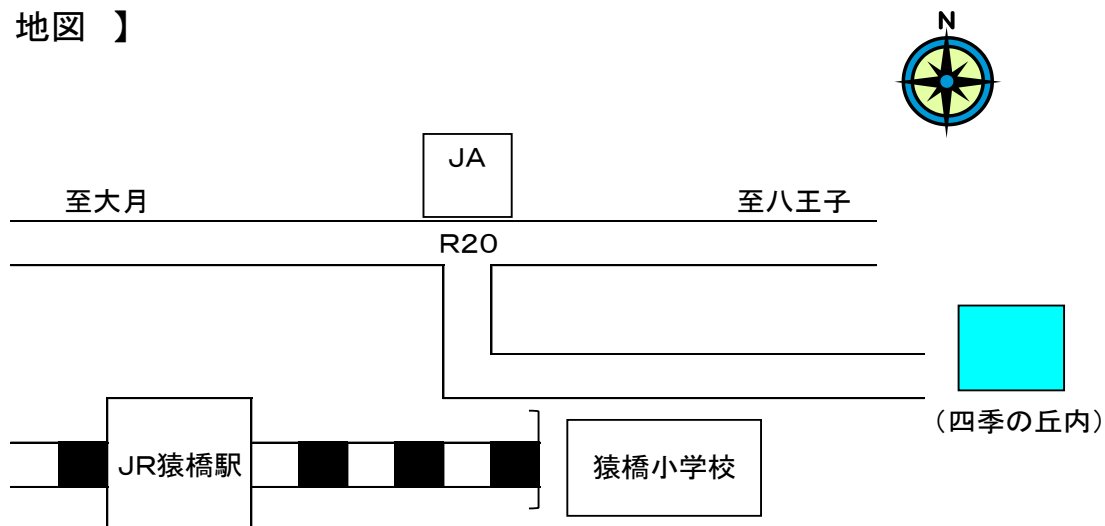 地図 】
N
JA
至大月
至八王子
R20
(四季の丘内)
JR猿橋駅
猿橋小学校